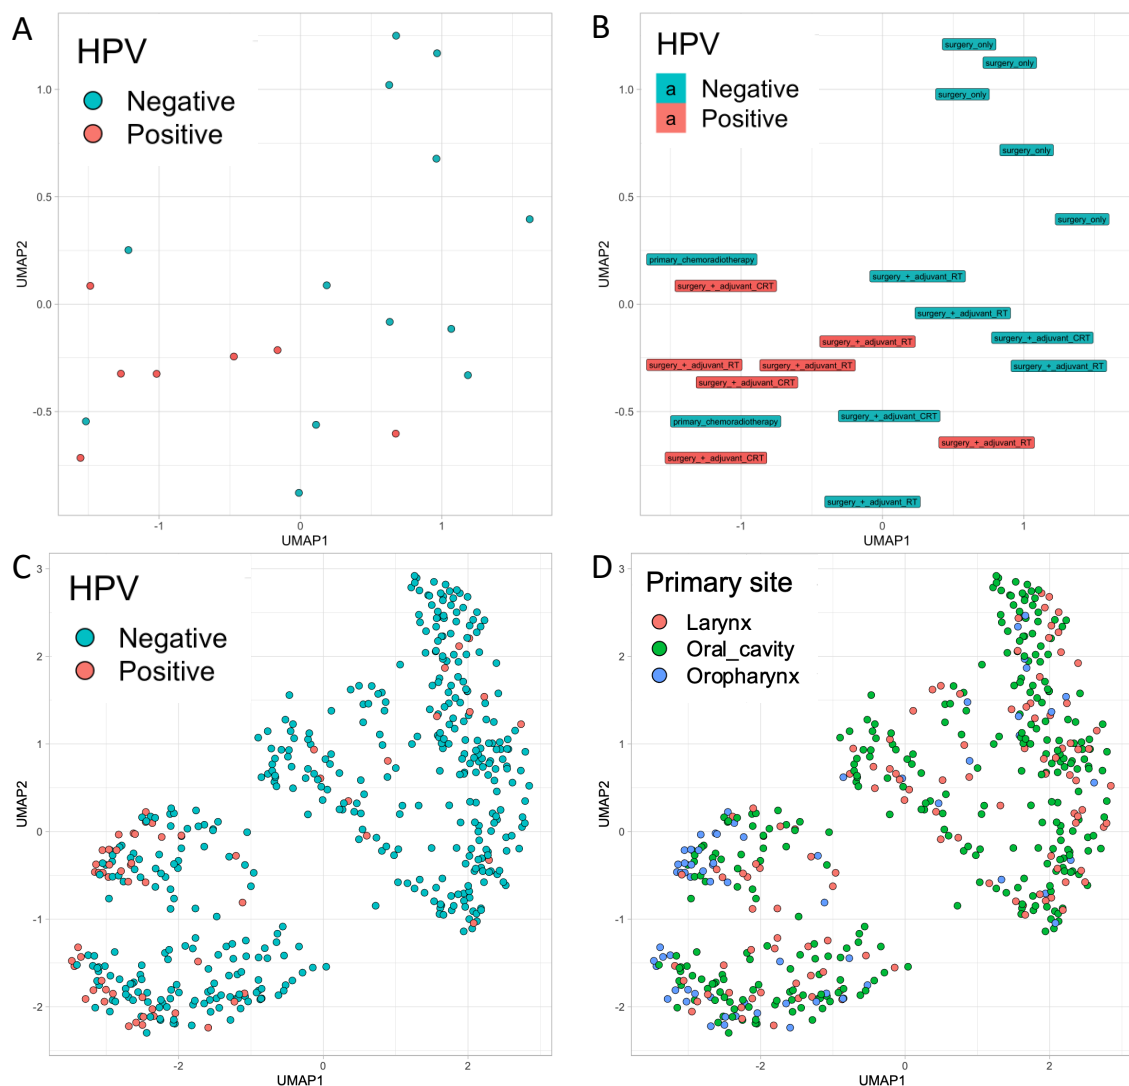 A
HPV
Negative
Positive
1.0
0.5
0.0
-0.5
UMAP2
-1
0
1
UMAP1
B
HPV
a Negative
a Positive
1.0
0.5
0.0
-0.5
UMAP2
surgery_only
surgery_only
surgery_only
surgery_only
surgery_only
primary_chemoradiotherapy
surgery_+_adjuvant_RT
surgery_+_adjuvant_CRT
surgery_+_adjuvant_RT
surgery_+_adjuvant_CRT
surgery_+_adjuvant_RT
surgery_+_adjuvant_RT
surgery_+_adjuvant_RT
surgery_+_adjuvant_RT
surgery_+_adjuvant_CRT
surgery_+_adjuvant_CRT
primary_chemoradiotherapy
surgery_+_adjuvant_RT
surgery_+_adjuvant_CRT
surgery_+_adjuvant_RT
-1
0
1
UMAP1
C
HPV
Negative
Positive
3
2
1
0
-1
-2
UMAP2
-2
0
2
UMAP1
D
Primary site
Larynx
Oral_cavity
Oropharynx
3
2
1
0
-1
-2
UMAP2
-2
0
2
UMAP1